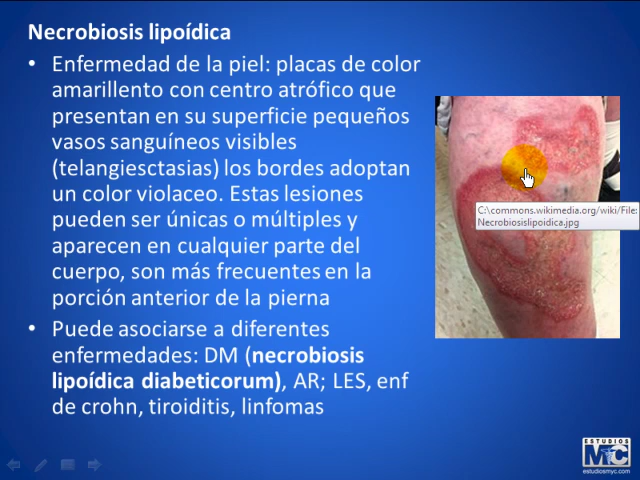 Necrobiosis lipoídica
• Enfermedad de la piel: placas de color
amarillento con centro atrófico que
presentan en su superficie pequeños
vasos sanguíneos visibles
(telangiesctasias) los bordes adoptan
un color violaceo. Estas lesiones
pueden ser únicas o múltiples y
aparecen en cualquier parte del
cuerpo, son más frecuentes en la
porción anterior de la pierna
• Puede asociarse a diferentes
enfermedades: DM (necrobiosis
lipoídica diabeticorum), AR; LES, enf
de crohn, tiroiditis, linfomas
C:\commons.wikimedia.org/wiki/File:
Necrobiosislipoidica.jpg
ESTUDIOS
MYC
estudiosmyc.com